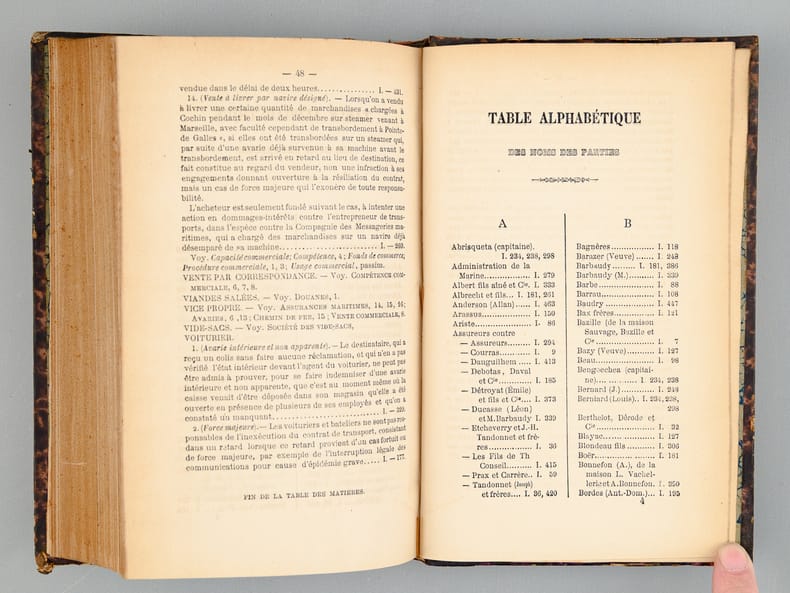 — 48 —
vendue dans le délai de deux heures............... I. — 431.
14. (Vente à livrer par navire désigné). — Lorsqu'on a vendu
à livrer une certaine quantité de marchandises « chargées à
Cochin pendant le mois de décembre sur steamer venant à
Marseille, avec faculté cependant de transbordement à Pointe-
de Galles », si elles ont été transbordées sur un steamer qui,
par suite d'une avarie déjà survenue à sa machine avant le
transbordement, est arrivé en retard au lieu de destination, ce
fait constitue au regard du vendeur, non une infraction à ses
engagements donnant ouverture à la résiliation du contrat,
mais un cas de force majeure qui l'exonère de toute responsa-
bilité.
L'acheteur est seulement fondé suivant le cas, à intenter une
action en dommages-intérêts contre l'entrepreneur de trans-
ports, dans l'espèce contre la Compagnie des Messageries ma-
ritimes, qui a chargé des marchandises sur un navire déjà
désemparé de sa machine.......................... I. — 260.
Voy. Capacité commerciale; Compétence, 4; Fonds de commerce,
Procédure commerciale, 1, 3; Usage commercial, passim.
VENTE PAR CORRESPONDANCE. — Voy. COMPÉTENCE COM-
MERCIALE, 6, 7, 8.
VIANDES SALÉES. — Voy. DOUANES, 1.
VICE PROPRE. — Voy. ASSURANCES MARITIMES, 14, 15, 16;
AVARIES, 6, 13; CHEMIN DE FER, 15; VENTE COMMERCIALE, 8.
VIDE-SACS. — Voy. SOCIÉTÉ DES VIDE-SACS,
VOITURIER.
1. (Avarie intérieure et non apparente). — Le destinataire, qui a
reçu un colis sans faire aucune réclamation, et qui n'en a pas
vérifié l'état intérieur devant l'agent du voiturier, ne peut pas
être admis à prouver, pour se faire indemniser d'une avarie
intérieure et non apparente, que c'est au moment même où la
caisse venait d'être déposée dans son magasin qu'elle a été
ouverte en présence de plusieurs de ses employés et qu'on a
constaté un manquant............................ I. — 329.
2. (Force majeure). — Les voituriers et bateliers ne sont pas res-
ponsables de l'inexécution du contrat de transport, consistant
dans un retard lorsque ce retard provient d'un cas fortuit ou
de force majeure, par exemple de l'interruption légale des
communications pour cause d'épidémie grave..... I. — 177.
FIN DE LA TABLE DES MATIÈRES.
TABLE ALPHABÉTIQUE
DES NOMS DES PARTIES
A
Abrisqueta (capitaine).
I. 234, 238, 298
Administration de la
Marine............ I. 279
Albert fils aîné et Cie. I. 333
Albrecht et fils... I. 181, 261
Anderson (Allan)...... I. 463
Arassus............... I. 150
Ariste................ I. 86
Assureurs contre
— Assureurs........ I. 294
— Courras.......... I. 9
— Danguilhem ...... I. 413
— Debotas, Daval
et Cie............ I. 185
— Détroyat (Émile)
et fils et Cie.... I. 373
— Ducasse (Léon)
et M. Barbaudy I. 339
— Etcheverry et J.-H.
Tandonnet et frè-
res............... I. 36
— Les Fils de Th
Conseil........... I. 415
— Prax et Carrère.. I. 59
— Tandonnet (Joseph)
et frères.... I. 36, 420
B
Bagnères.............. I. 118
Baraxer (Veuve) ...... I. 243
Barbaudy ........ I. 181, 386
Barbaudy (M.)......... I. 339
Barbe ................ I. 88
Barrau................ I. 108
Baudry ............... I. 447
Bax frères............ I. 121
Bazille (de la maison
Sauvage, Bazille et
Cie .............. I. 7
Bazy (Veuve).......... I. 127
Beau.................. I. 98
Bengoechea (capitai-
ne)............... I. 234, 238
Bernard (J.) ......... I. 243
Bernard (Louis).. I. 234, 238,
298
Berthelot, Dérode et
Cie .............. I. 32
Blayac................ I. 127
Blondeau fils......... I. 306
Boër.................. I. 181
Bonnefon (A.), de la
maison L. Vachel-
lerie et A. Bonnefon. I. 350
Bordes (Ant.-Dom.)... I. 195
4